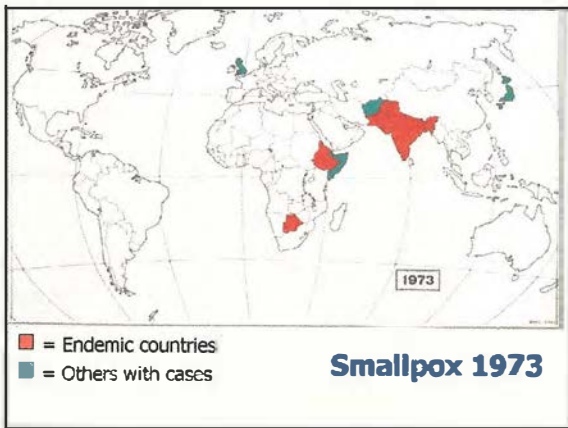 1973
= Endemic countries
= Others with cases
Smallpox 1973